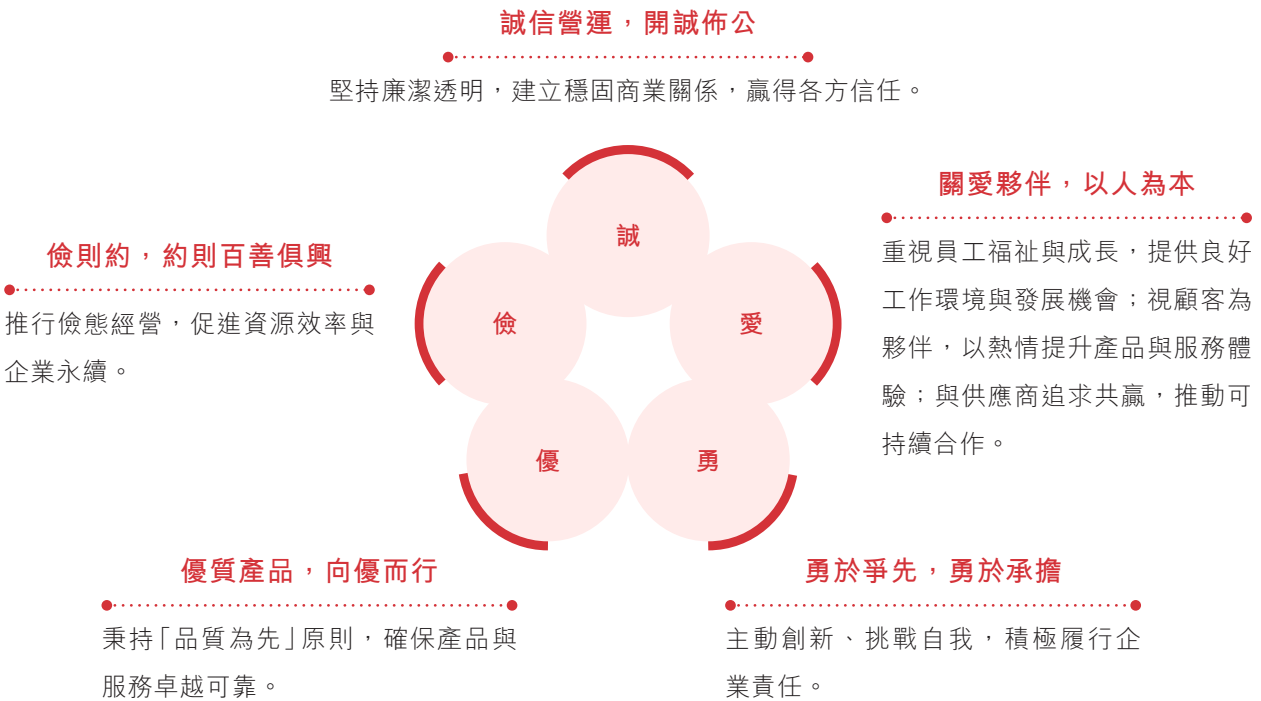 誠信營運，開誠佈公
堅持廉潔透明，建立穩固商業關係，贏得各方信任。
誠
關愛夥伴，以人為本
重視員工福祉與成長，提供良好
工作環境與發展機會；視顧客為
夥伴，以熱情提升產品與服務體
驗；與供應商追求共贏，推動可
持續合作。
愛
儉則約，約則百善俱興
推行儉態經營，促進資源效率與
企業永續。
儉
優
勇
優質產品，向優而行
秉持「品質為先」原則，確保產品與
服務卓越可靠。
勇於爭先，勇於承擔
主動創新、挑戰自我，積極履行企
業責任。